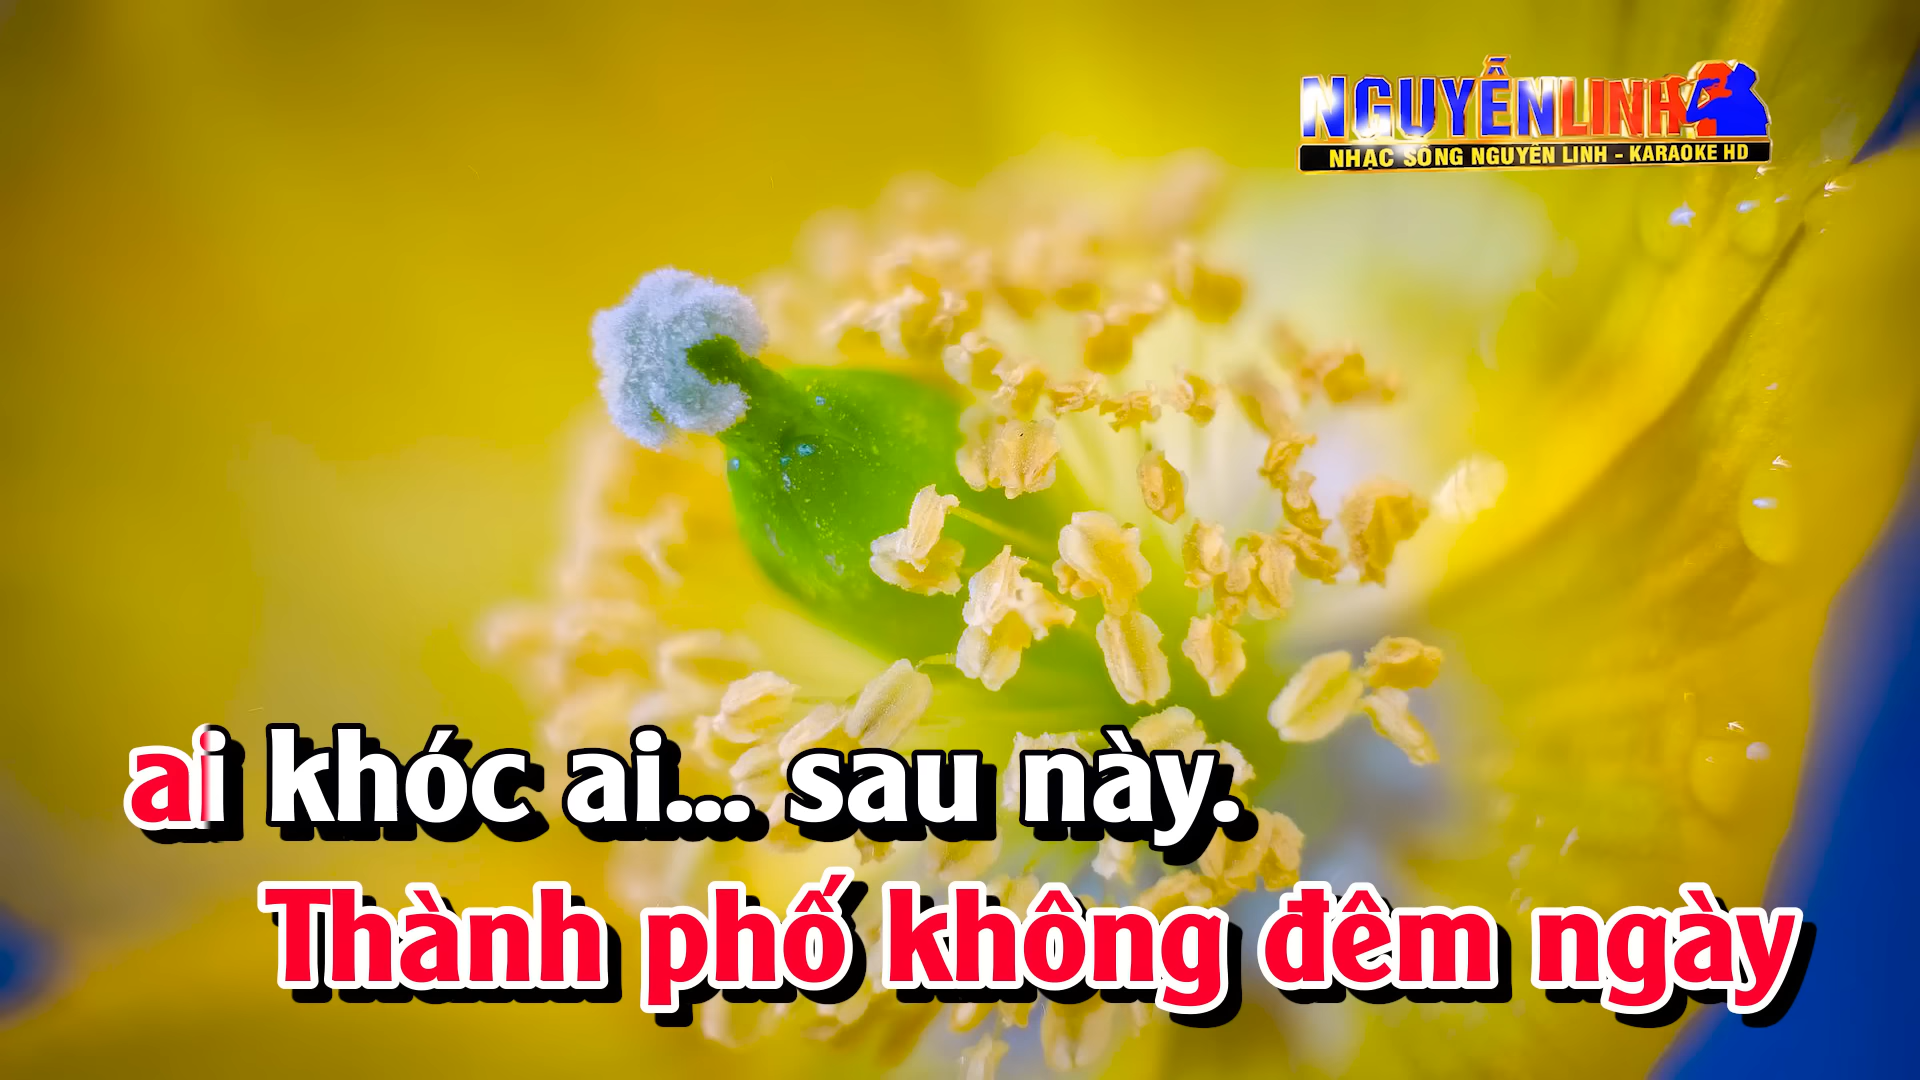 NGUYỄN LINH
NHẠC SỐNG NGUYỄN LINH - KARAOKE HD
ai khóc ai... sau này.
Thành phố không đêm ngày